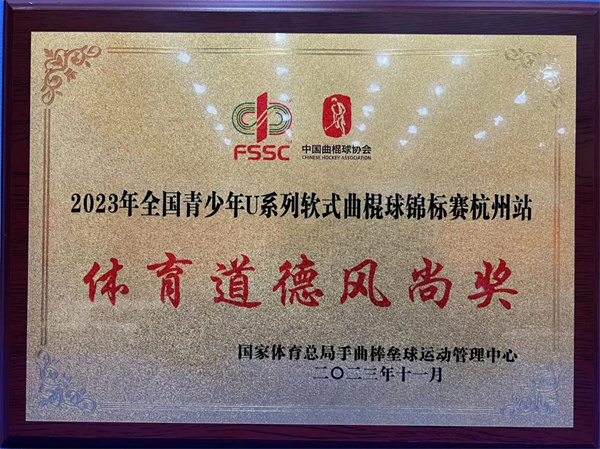 FSSC
中国曲棍球协会
CHINESE HOCKEY ASSOCIATION
2023年全国青少年U系列软式曲棍球锦标赛杭州站
体育道德风尚奖
国家体育总局手曲棒垒球运动管理中心
二〇二三年十一月